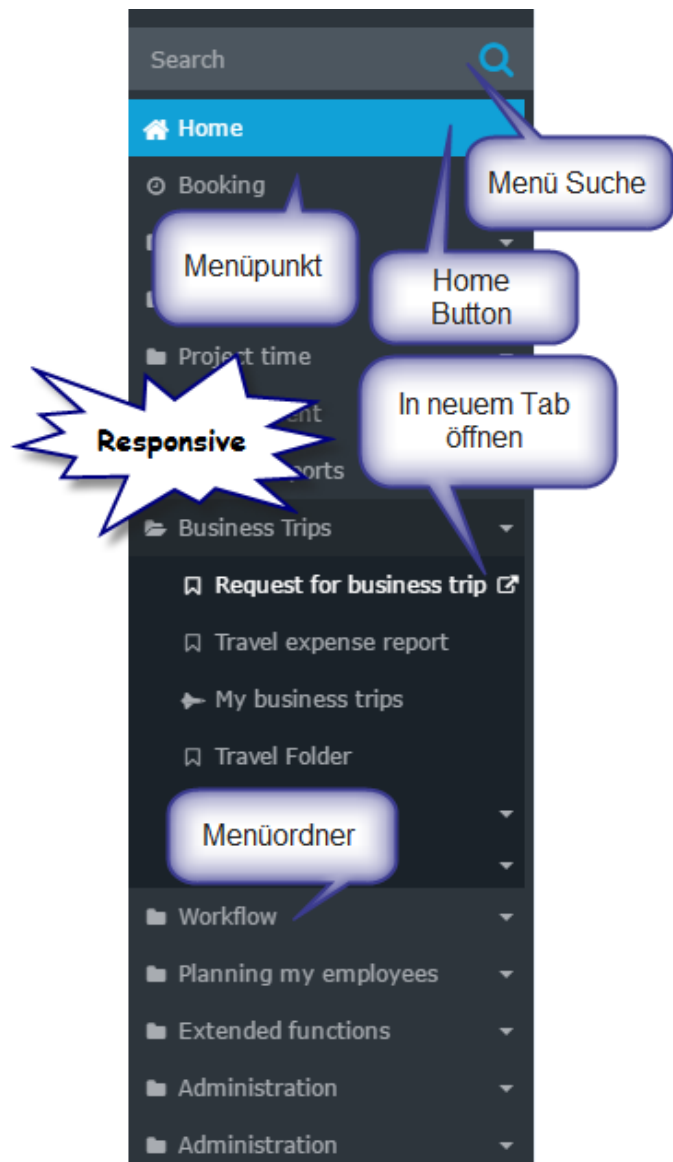 Search
Home
Menü Suche
Booking
Menüpunkt
Home
Button
Project time
In neuem Tab
öffnen
Responsive
Business Trips
Request for business trip
Travel expense report
My business trips
Travel Folder
Menüordner
Workflow
Planning my employees
Extended functions
Administration
Administration